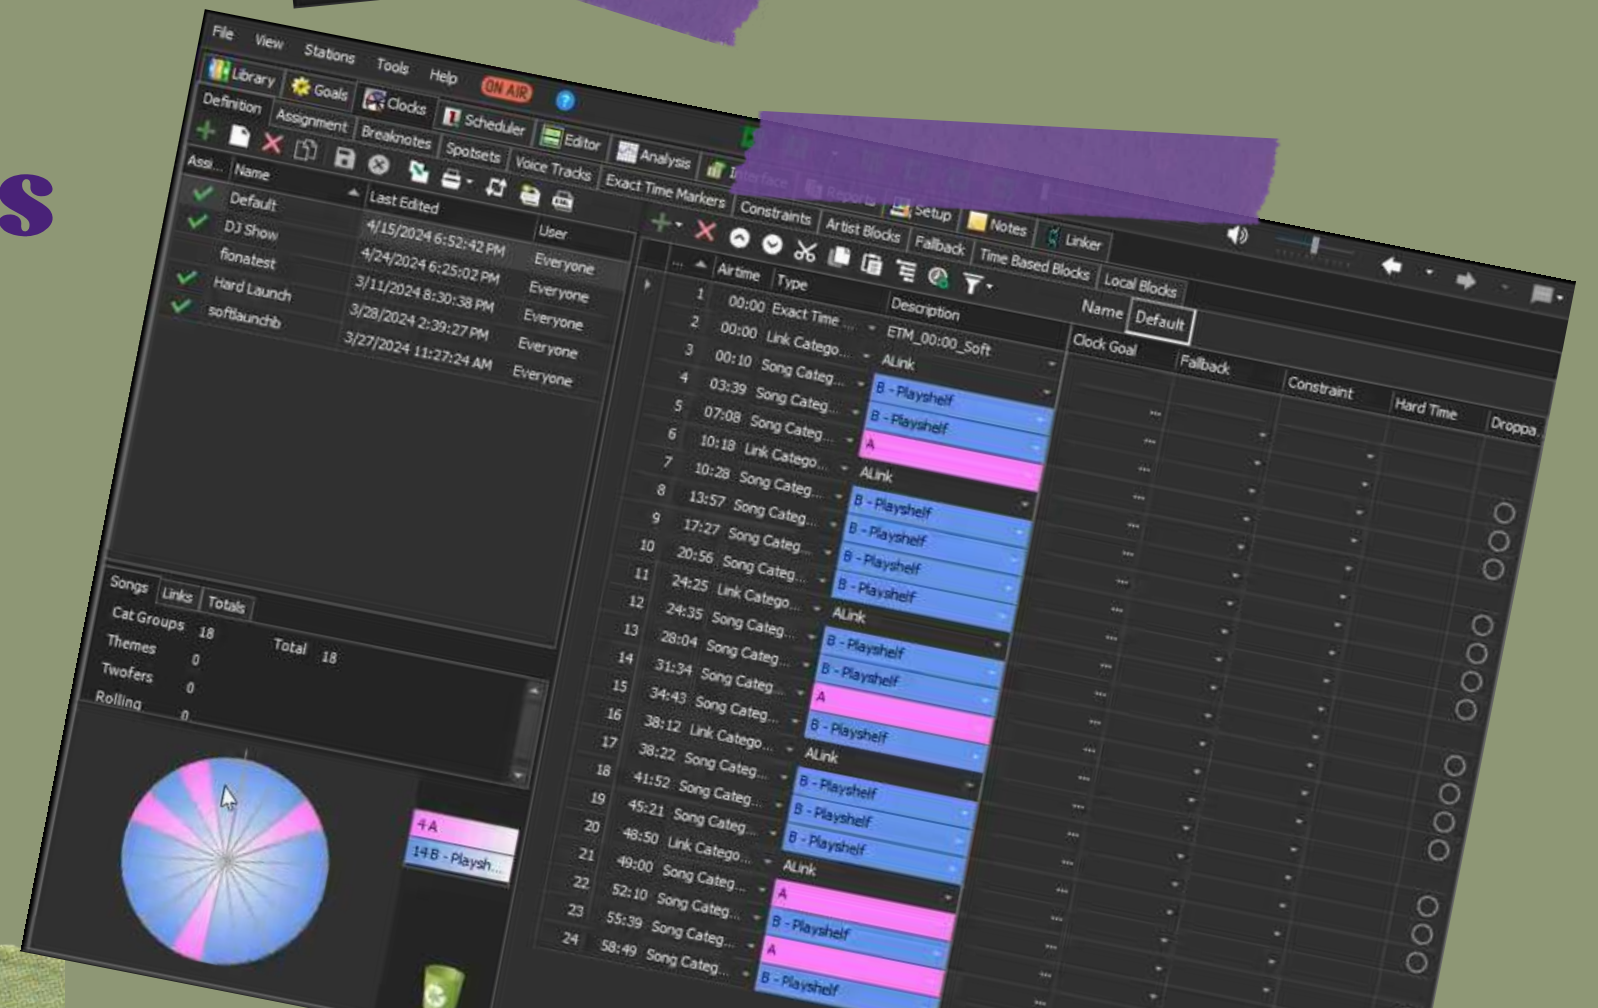 s
File View Stations Tools Help ON AIR ?
Library Goals Clocks Scheduler Editor Analysis Interface Reports Setup Notes Linker
Definition Assignment Breaknotes Spotsets Voice Tracks Exact Time Markers Constraints Artist Blocks Fallback Time Based Blocks Local Blocks
Assi... Name Last Edited User
Default 4/15/2024 6:52:42 PM Everyone
DJ Show 4/24/2024 6:25:02 PM Everyone
fionatest 3/11/2024 8:30:38 PM Everyone
Hard Launch 3/28/2024 2:39:27 PM Everyone
softlaunchb 3/27/2024 11:27:24 AM Everyone
Name Default
... Airtime Type Description Clock Goal Fallback Constraint Hard Time Droppa...
1 00:00 Exact Time ... ETM_00:00_Soft
2 00:00 Link Catego... ALink
3 00:10 Song Categ... B - Playshelf
4 03:39 Song Categ... B - Playshelf
5 07:08 Song Categ... A
6 10:18 Link Catego... ALink
7 10:28 Song Categ... B - Playshelf
8 13:57 Song Categ... B - Playshelf
9 17:27 Song Categ... B - Playshelf
10 20:56 Song Categ... B - Playshelf
11 24:25 Link Catego... ALink
12 24:35 Song Categ... B - Playshelf
13 28:04 Song Categ... B - Playshelf
14 31:34 Song Categ... A
15 34:43 Song Categ... B - Playshelf
16 38:12 Link Catego... ALink
17 38:22 Song Categ... B - Playshelf
18 41:52 Song Categ... B - Playshelf
19 45:21 Song Categ... B - Playshelf
20 48:50 Link Catego... ALink
21 49:00 Song Categ... A
22 52:10 Song Categ... B - Playshelf
23 55:39 Song Categ... A
24 58:49 Song Categ... B - Playshelf
Songs Links Totals
Cat Groups 18 Total 18
Themes 0
Twofers 0
Rolling 0
4 A
14 B - Playsh...